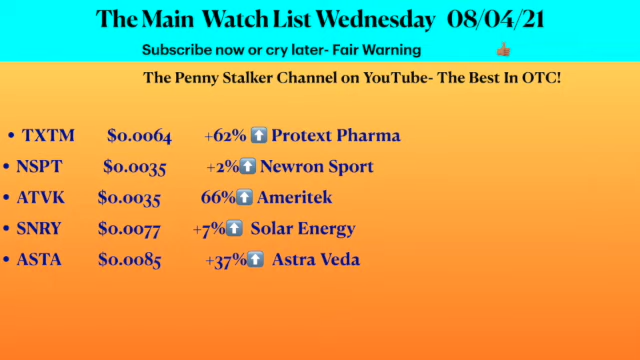 The Main Watch List Wednesday 08/04/21
Subscribe now or cry later- Fair Warning 👍🏽
The Penny Stalker Channel on YouTube- The Best In OTC!
• TXTM $0.0064 +62% ⬆️ Protext Pharma
• NSPT $0.0035 +2%⬆️ Newron Sport
• ATVK $0.0035 66%⬆️ Ameritek
• SNRY $0.0077 +7%⬆️ Solar Energy
• ASTA $0.0085 +37%⬆️ Astra Veda